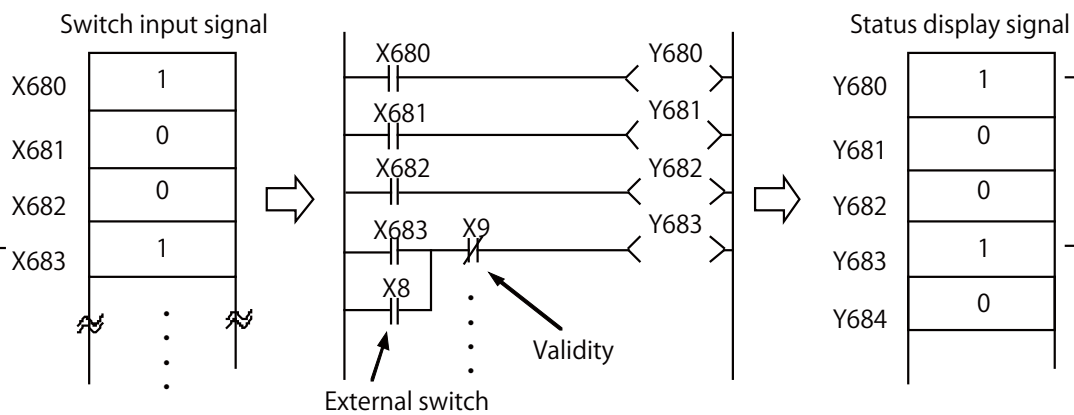 Switch input signal
X680 1
X681 0
X682 0
X683 1
X680 Y680
X681 Y681
X682 Y682
X683 X9 Y683
X8
Validity
External switch
Status display signal
Y680 1
Y681 0
Y682 0
Y683 1
Y684 0